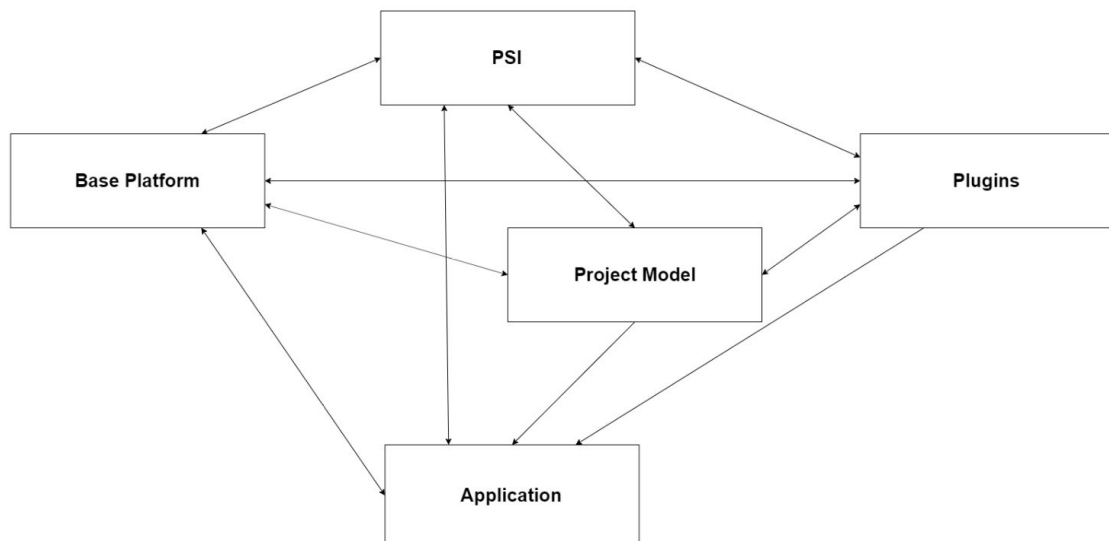 PSI
Base Platform
Plugins
Project Model
Application